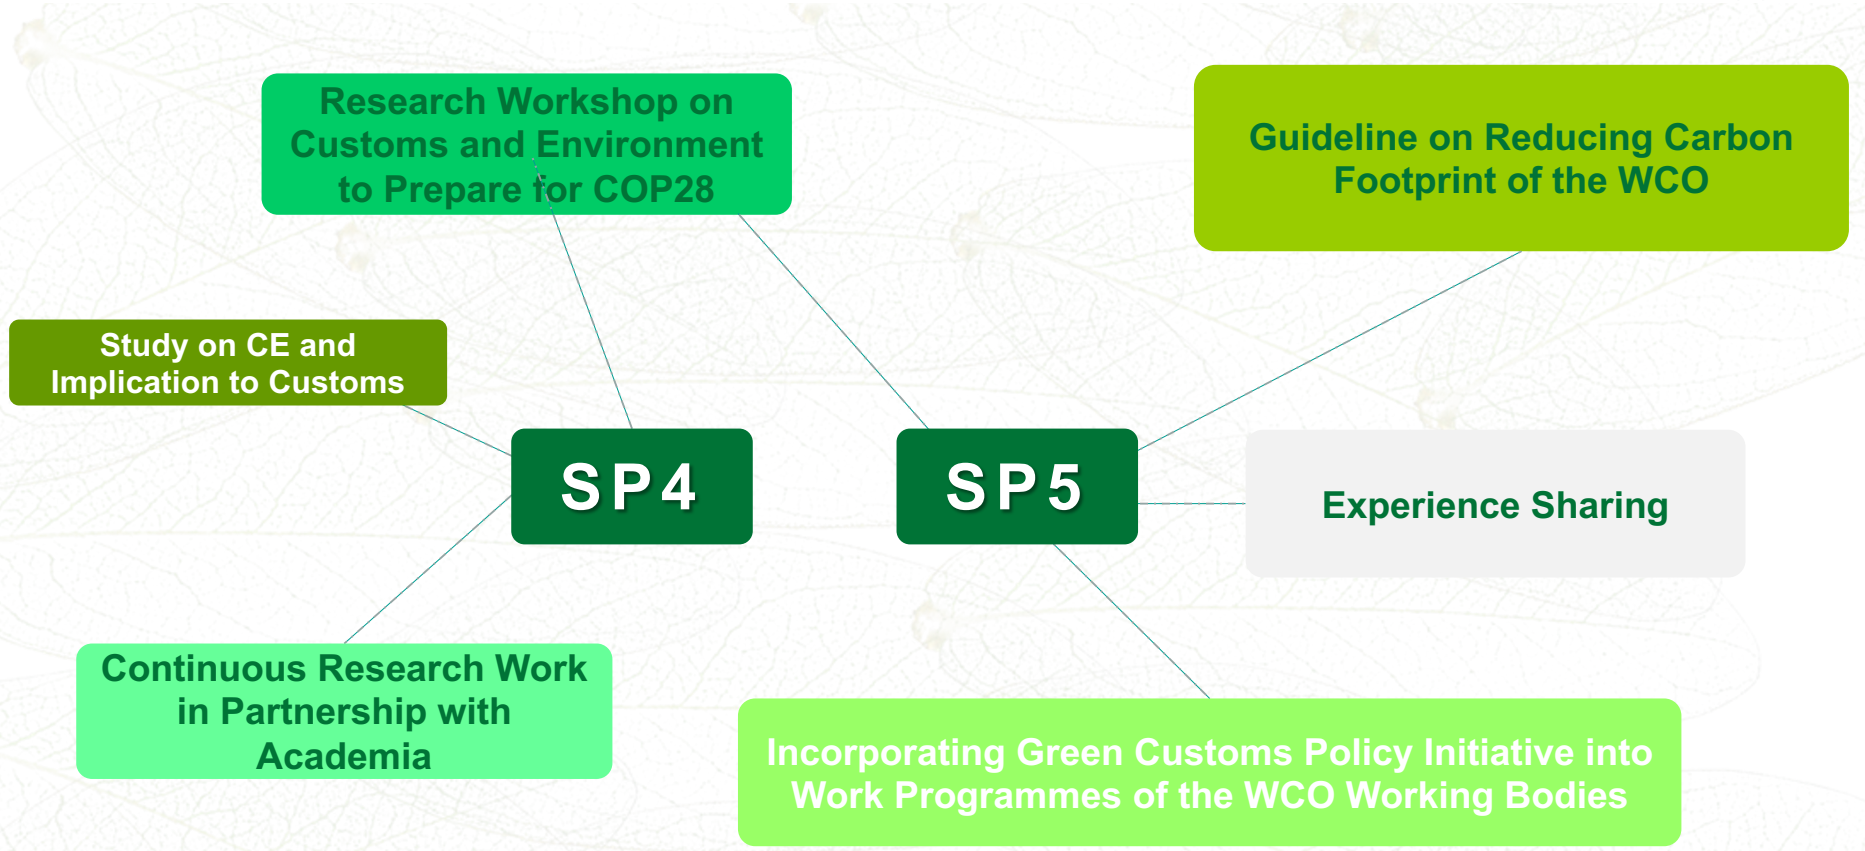 Research Workshop on
Customs and Environment
to Prepare for COP28
Guideline on Reducing Carbon
Footprint of the WCO
Study on CE and
Implication to Customs
SP4
SP5
Experience Sharing
Continuous Research Work
in Partnership with
Academia
Incorporating Green Customs Policy Initiative into
Work Programmes of the WCO Working Bodies